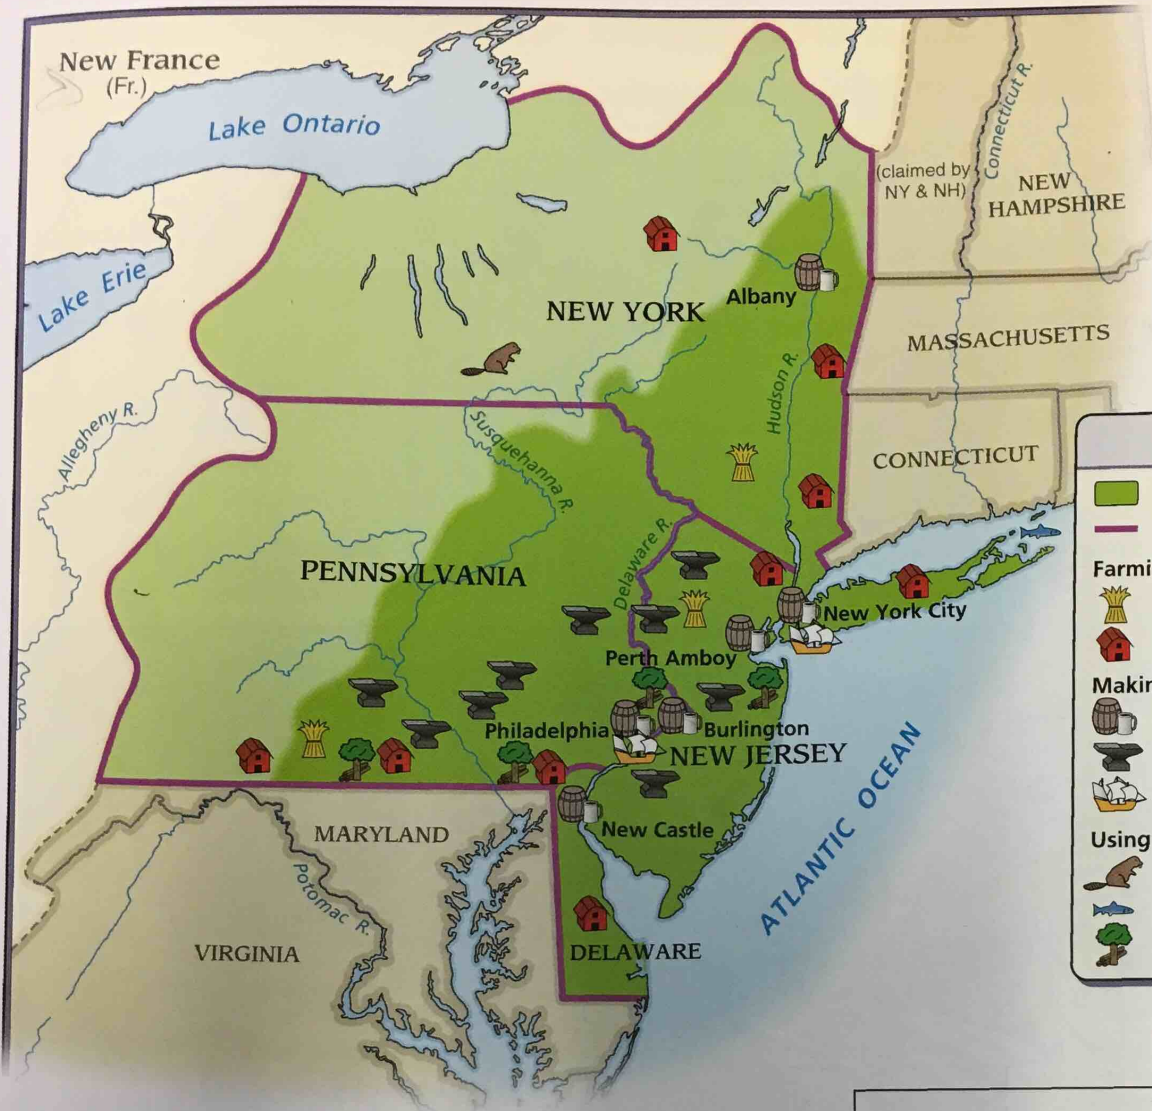 New France
(Fr.)
Lake Ontario
Connecticut R.
(claimed by
NY & NH)
NEW
HAMPSHIRE
Lake Erie
Albany
NEW YORK
MASSACHUSETTS
Hudson R.
Allegheny R.
Susquehanna R.
CONNECTICUT
Delaware R.
PENNSYLVANIA
New York City
Perth Amboy
Philadelphia
Burlington
NEW JERSEY
MARYLAND
New Castle
ATLANTIC OCEAN
Potomac R.
VIRGINIA
DELAWARE
Farmi
Makin
Using